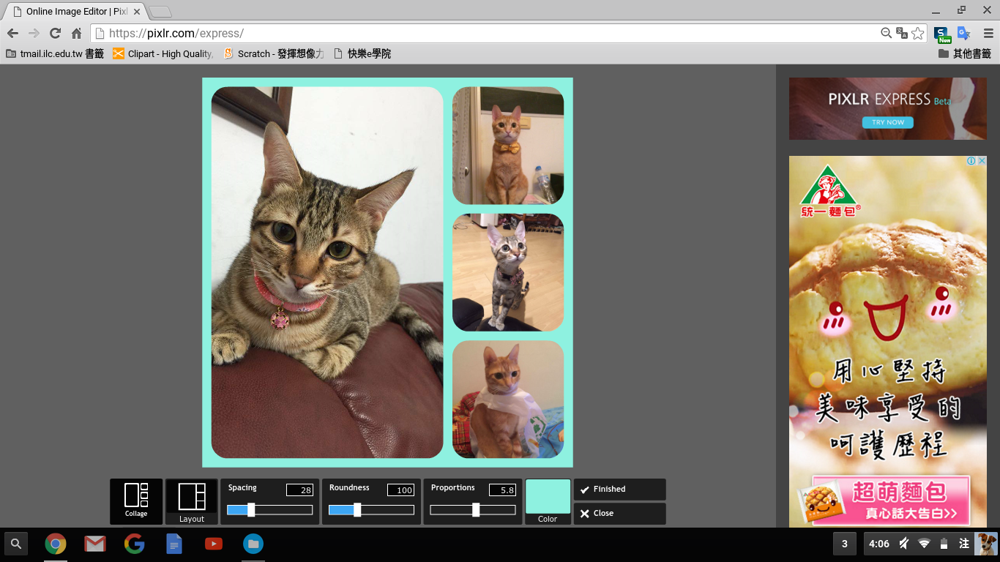 Online Image Editor | Pixl
https://pixlr.com/express/
New
tmail.ilc.edu.tw 書籤
Clipart - High Quality,
Scratch - 發揮想像力
快樂e學院
其他書籤
PIXLR EXPRESS Beta
TRY NOW
統一麵包®
用心堅持
美味享受的
呵護歷程
超萌麵包
真心話大告白>>
Collage
Layout
Spacing
28
Roundness
100
Proportions
5.8
Color
Finished
Close
3
4:06
注